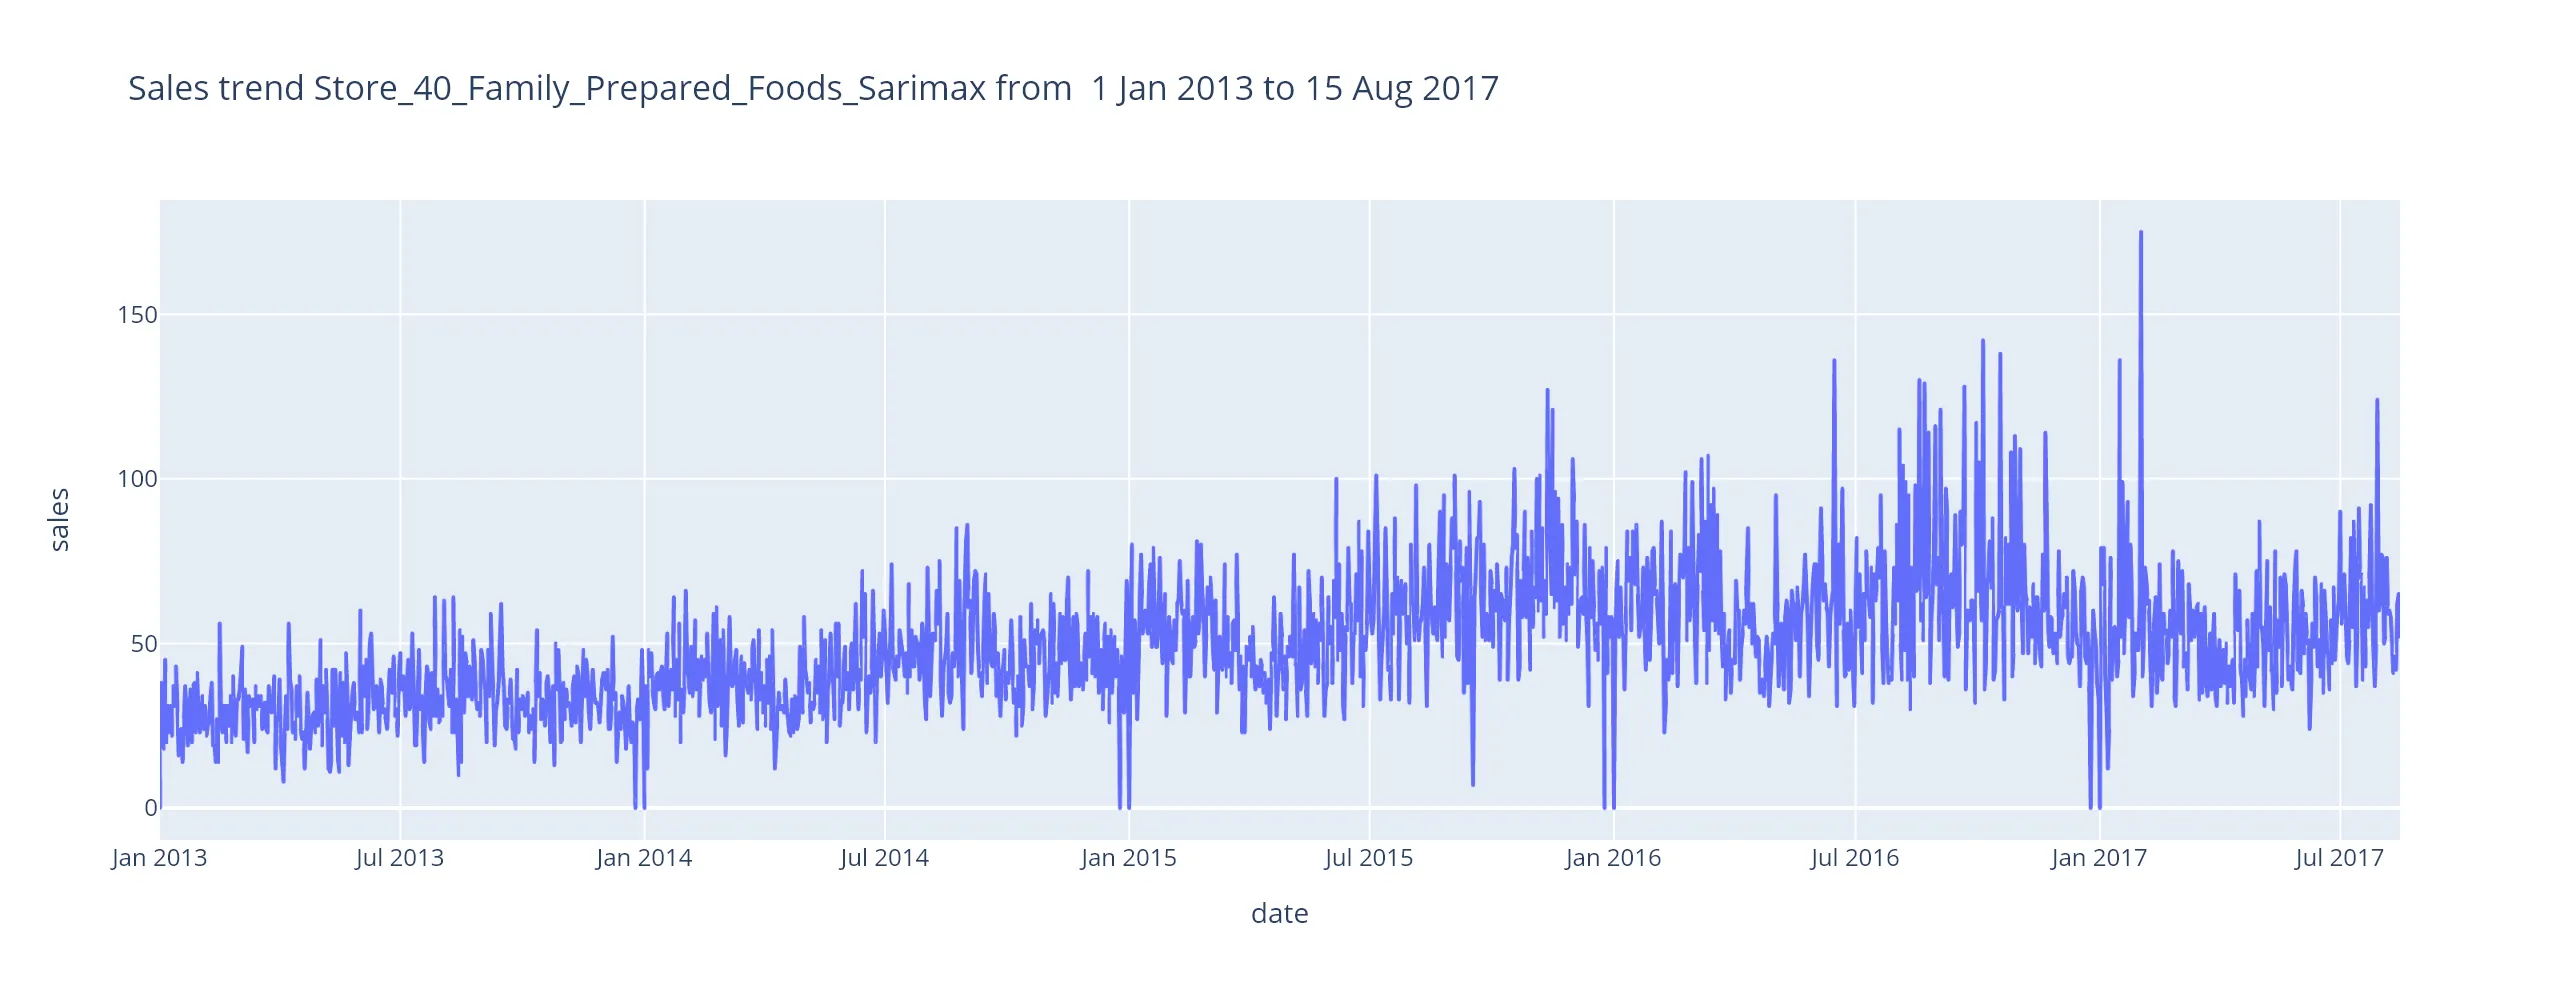 Sales trend Store_40_Family_Prepared_Foods_Sarimax from  1 Jan 2013 to 15 Aug 2017
150
100
50
0
sales
Jan 2013
Jul 2013
Jan 2014
Jul 2014
Jan 2015
Jul 2015
Jan 2016
Jul 2016
Jan 2017
Jul 2017
date